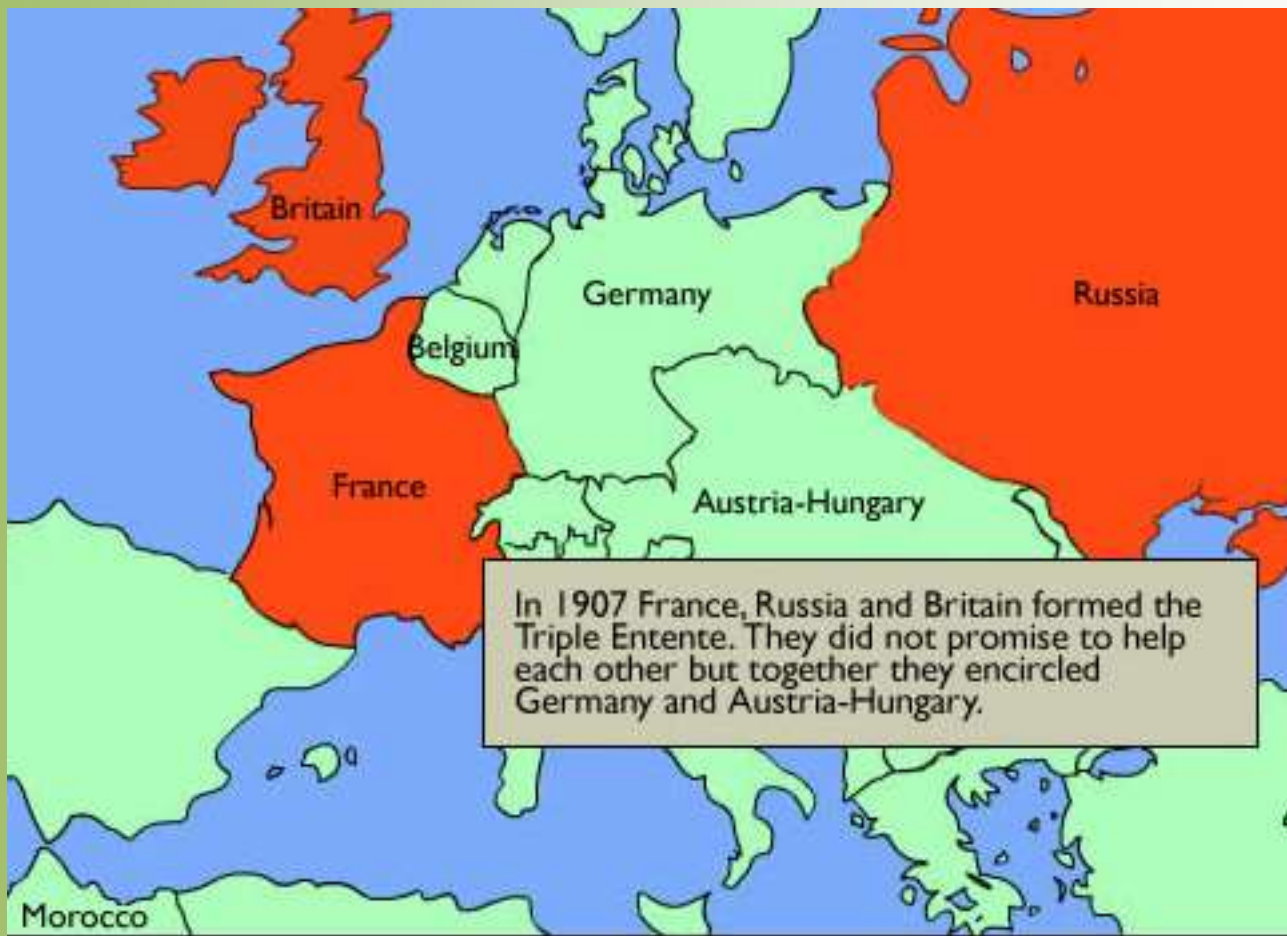 Britain
Germany
Russia
Belgium
France
Austria-Hungary
In 1907 France, Russia and Britain formed the
Triple Entente. They did not promise to help
each other but together they encircled
Germany and Austria-Hungary.
Morocco